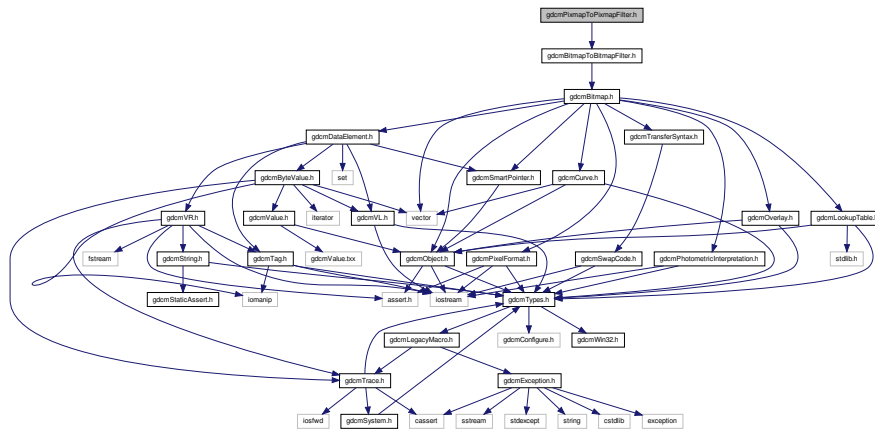 gdcmPixmapToPixmapFilter.h
gdcmBitmapToBitmapFilter.h
gdcmBitmap.h
gdcmDataElement.h
gdcmTransferSyntax.h
gdcmByteValue.h
set
gdcmSmartPointer.h
gdcmCurve.h
gdcmVR.h
gdcmValue.h
iterator
gdcmVL.h
vector
gdcmOverlay.h
gdcmLookupTable.h
fstream
gdcmString.h
gdcmTag.h
gdcmValue.txx
gdcmObject.h
gdcmPixelFormat.h
gdcmSwapCode.h
gdcmPhotometricInterpretation.h
stdlib.h
gdcmStaticAssert.h
iomanip
assert.h
iostream
gdcmTypes.h
gdcmLegacyMacro.h
gdcmConfigure.h
gdcmWin32.h
gdcmTrace.h
gdcmException.h
iosfwd
gdcmSystem.h
cassert
sstream
stdexcept
string
cstdlib
exception